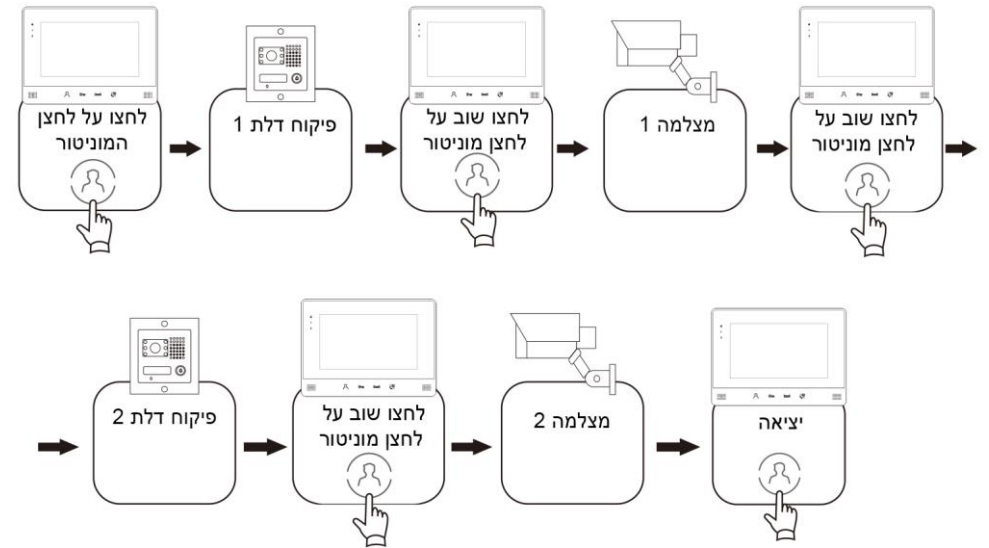 לחצו על לחצן
המוניטור
פיקוח דלת 1
לחצו שוב על
לחצן מוניטור
מצלמה 1
לחצו שוב על
לחצן מוניטור
פיקוח דלת 2
לחצו שוב על
לחצן מוניטור
מצלמה 2
יציאה